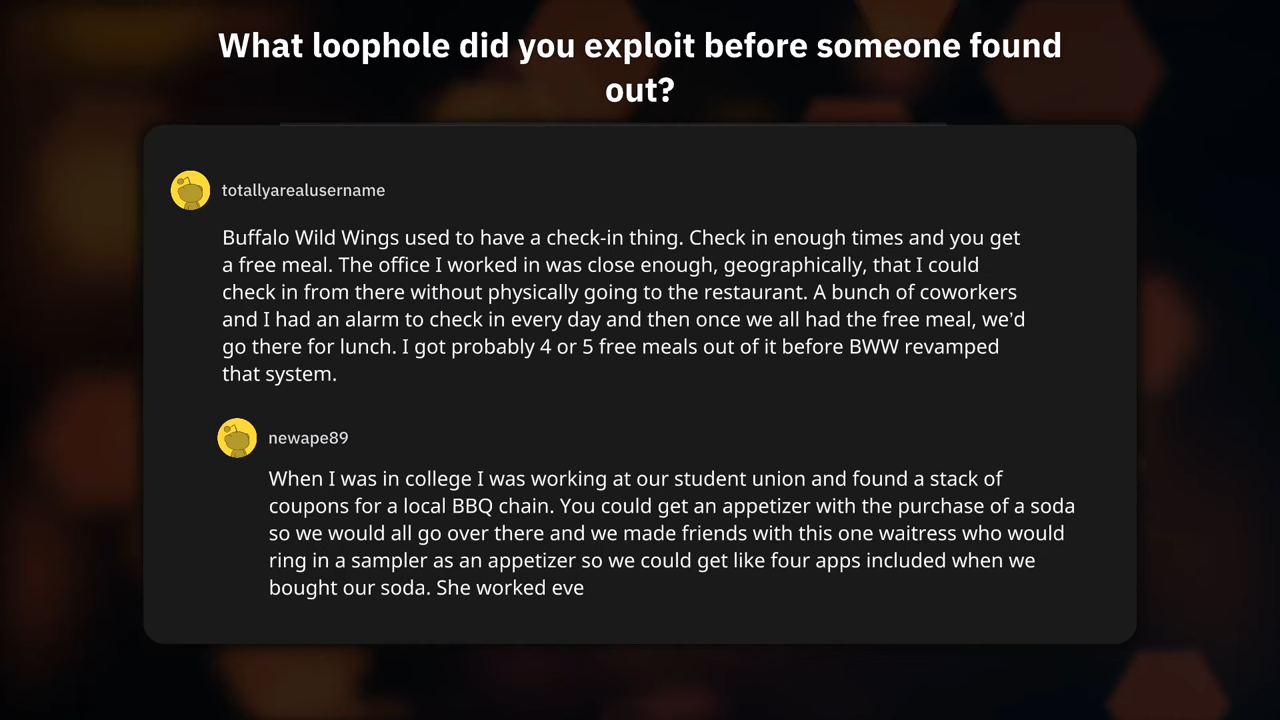 What loophole did you exploit before someone found
out?
totallyarealusername
Buffalo Wild Wings used to have a check-in thing. Check in enough times and you get
a free meal. The office I worked in was close enough, geographically, that I could
check in from there without physically going to the restaurant. A bunch of coworkers
and I had an alarm to check in every day and then once we all had the free meal, we'd
go there for lunch. I got probably 4 or 5 free meals out of it before BWW revamped
that system.
newape89
When I was in college I was working at our student union and found a stack of
coupons for a local BBQ chain. You could get an appetizer with the purchase of a soda
so we would all go over there and we made friends with this one waitress who would
ring in a sampler as an appetizer so we could get like four apps included when we
bought our soda. She worked eve